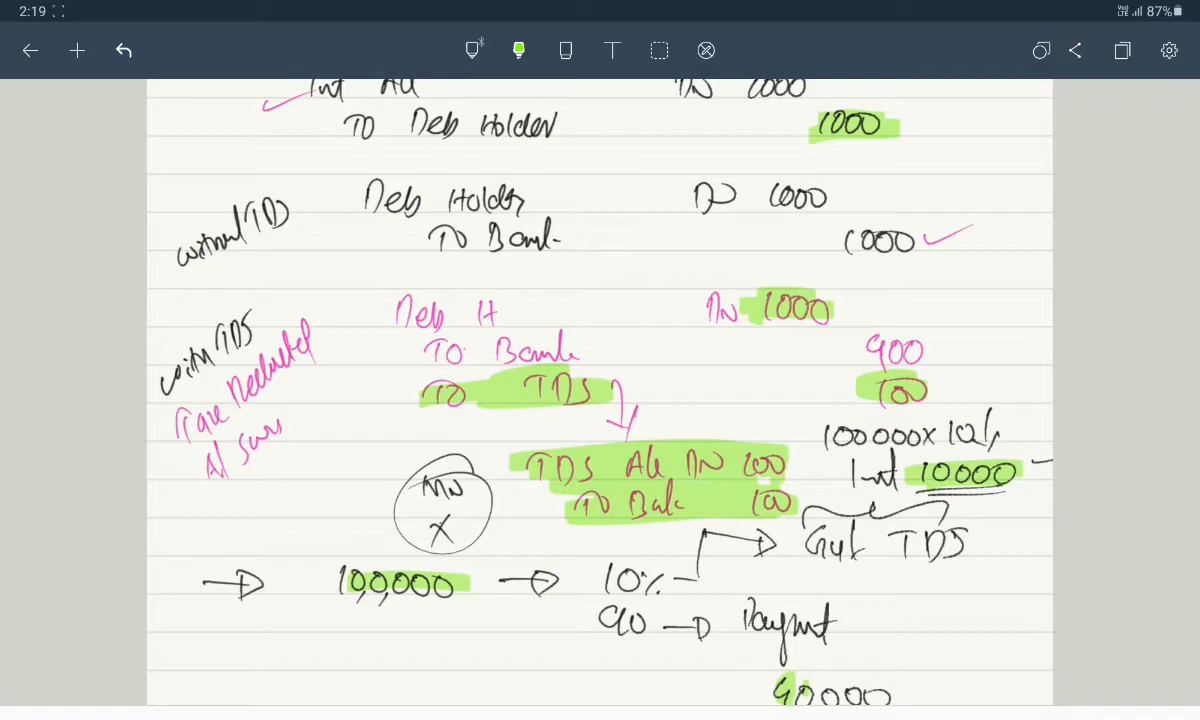 2:19
87%
Int A/c Dr 1000
To Deb Holder 1000
without TDS
Deb Holder Dr 1000
To Bank 1000
with TDS
Tax Deducted
At Source
Deb H Dr 1000
To Bank 900
To TDS 100
100000 x 10%
Int 10000
TDS A/c Dr 100
To Bank 100
Mr
X
Govt TDS
10,0,000
10%
90
Payment
90000